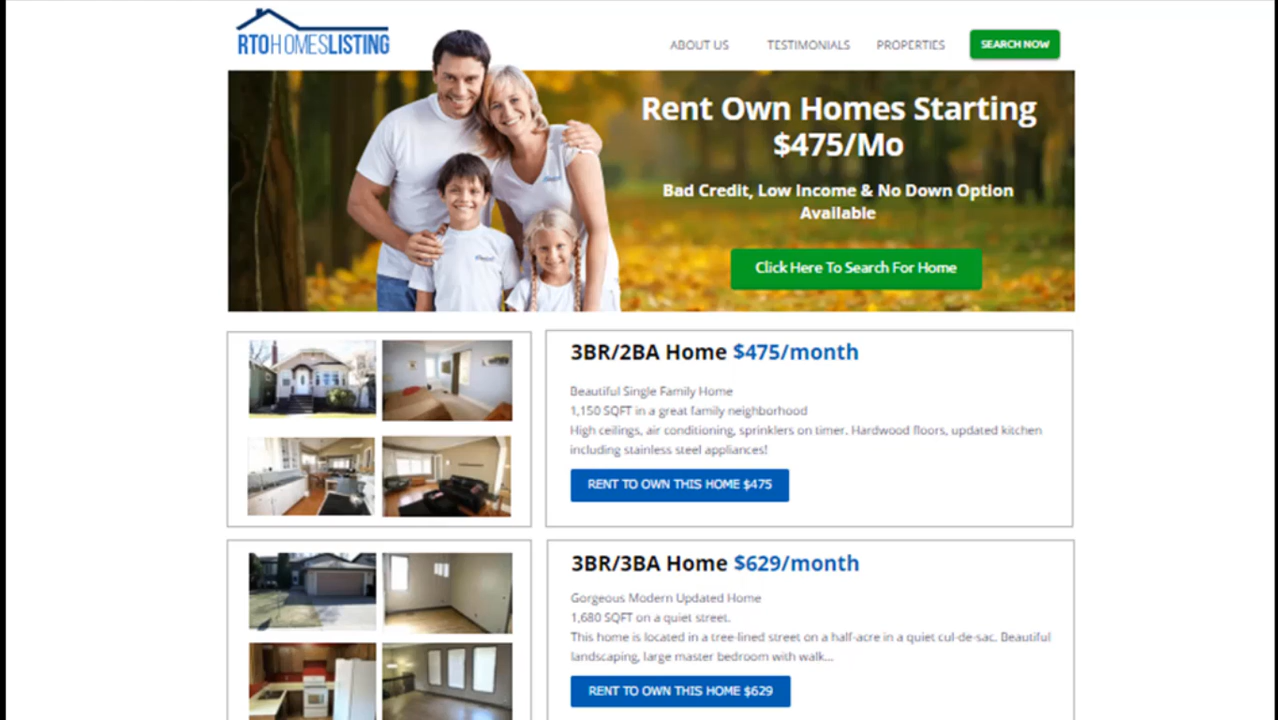 RTOHOMESLISTING
ABOUT US
TESTIMONIALS
PROPERTIES
SEARCH NOW
Rent Own Homes Starting
$475/Mo
Bad Credit, Low Income & No Down Option
Available
Click Here To Search For Home
3BR/2BA Home $475/month
Beautiful Single Family Home
1,150 SQFT in a great family neighborhood
High ceilings, air conditioning, sprinklers on timer. Hardwood floors, updated kitchen
including stainless steel appliances!
RENT TO OWN THIS HOME $475
3BR/3BA Home $629/month
Gorgeous Modern Updated Home
1,680 SQFT on a quiet street.
This home is located in a tree-lined street on a half-acre in a quiet cul-de-sac. Beautiful
landscaping, large master bedroom with walk...
RENT TO OWN THIS HOME $629